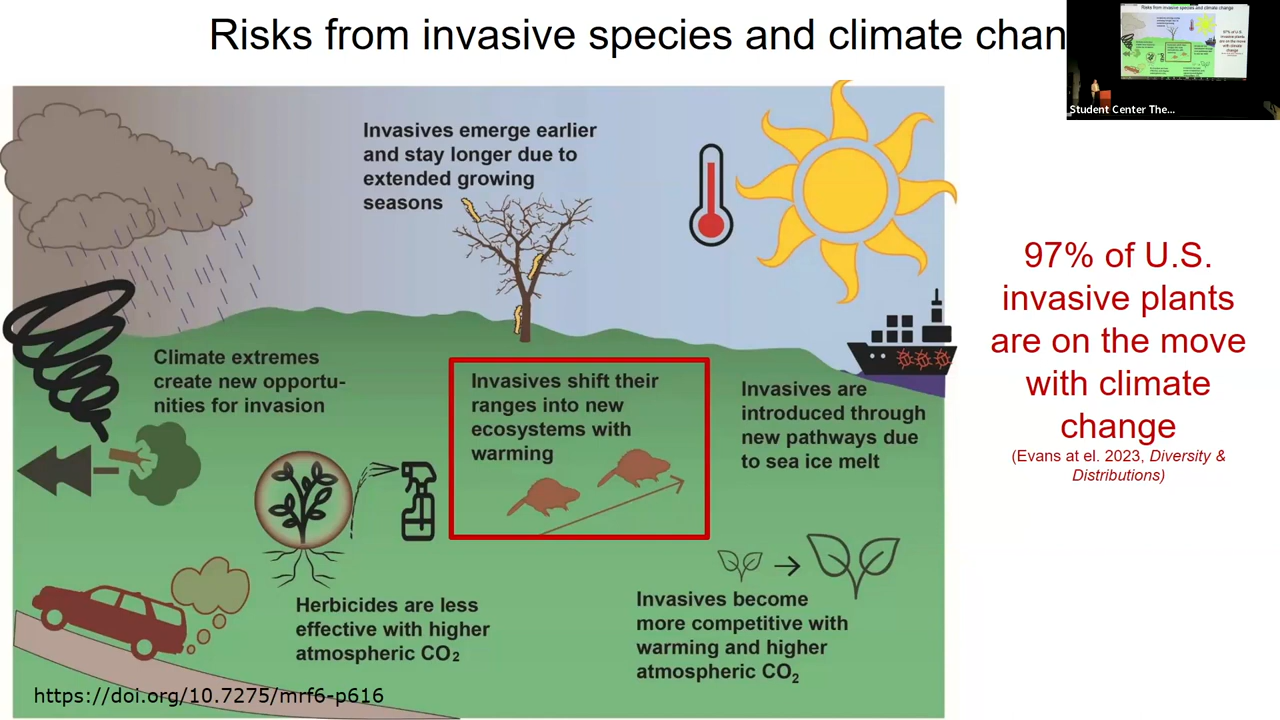 Risks from invasive species and climate chan
Student Center The...
Invasives emerge earlier
and stay longer due to
extended growing
seasons
Climate extremes
create new opportu-
nities for invasion
Invasives shift their
ranges into new
ecosystems with
warming
Invasives are
introduced through
new pathways due
to sea ice melt
Herbicides are less
effective with higher
atmospheric CO₂
Invasives become
more competitive with
warming and higher
atmospheric CO₂
https://doi.org/10.7275/mrf6-p616
97% of U.S.
invasive plants
are on the move
with climate
change
(Evans at el. 2023, Diversity &
Distributions)